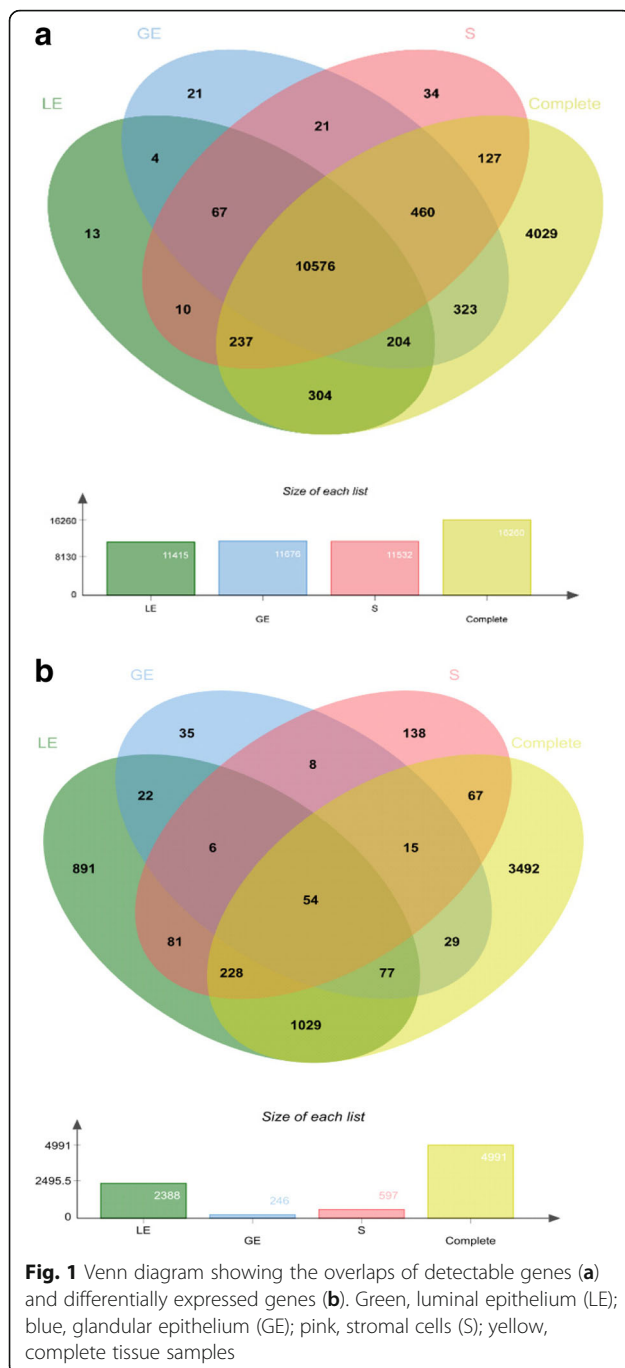 a
GE
S
LE
Complete
21
34
4
21
127
67
460
13
4029
10576
10
323
237
204
304
Size of each list
16260
8130
0
11415
11676
11532
16260
LE
GE
S
Complete
b
GE
S
LE
Complete
35
138
22
8
67
6
15
891
3492
54
81
29
228
77
1029
Size of each list
4991
2495.5
0
2388
246
597
4991
LE
GE
S
Complete
Fig. 1 Venn diagram showing the overlaps of detectable genes (a)
and differentially expressed genes (b). Green, luminal epithelium (LE);
blue, glandular epithelium (GE); pink, stromal cells (S); yellow,
complete tissue samples